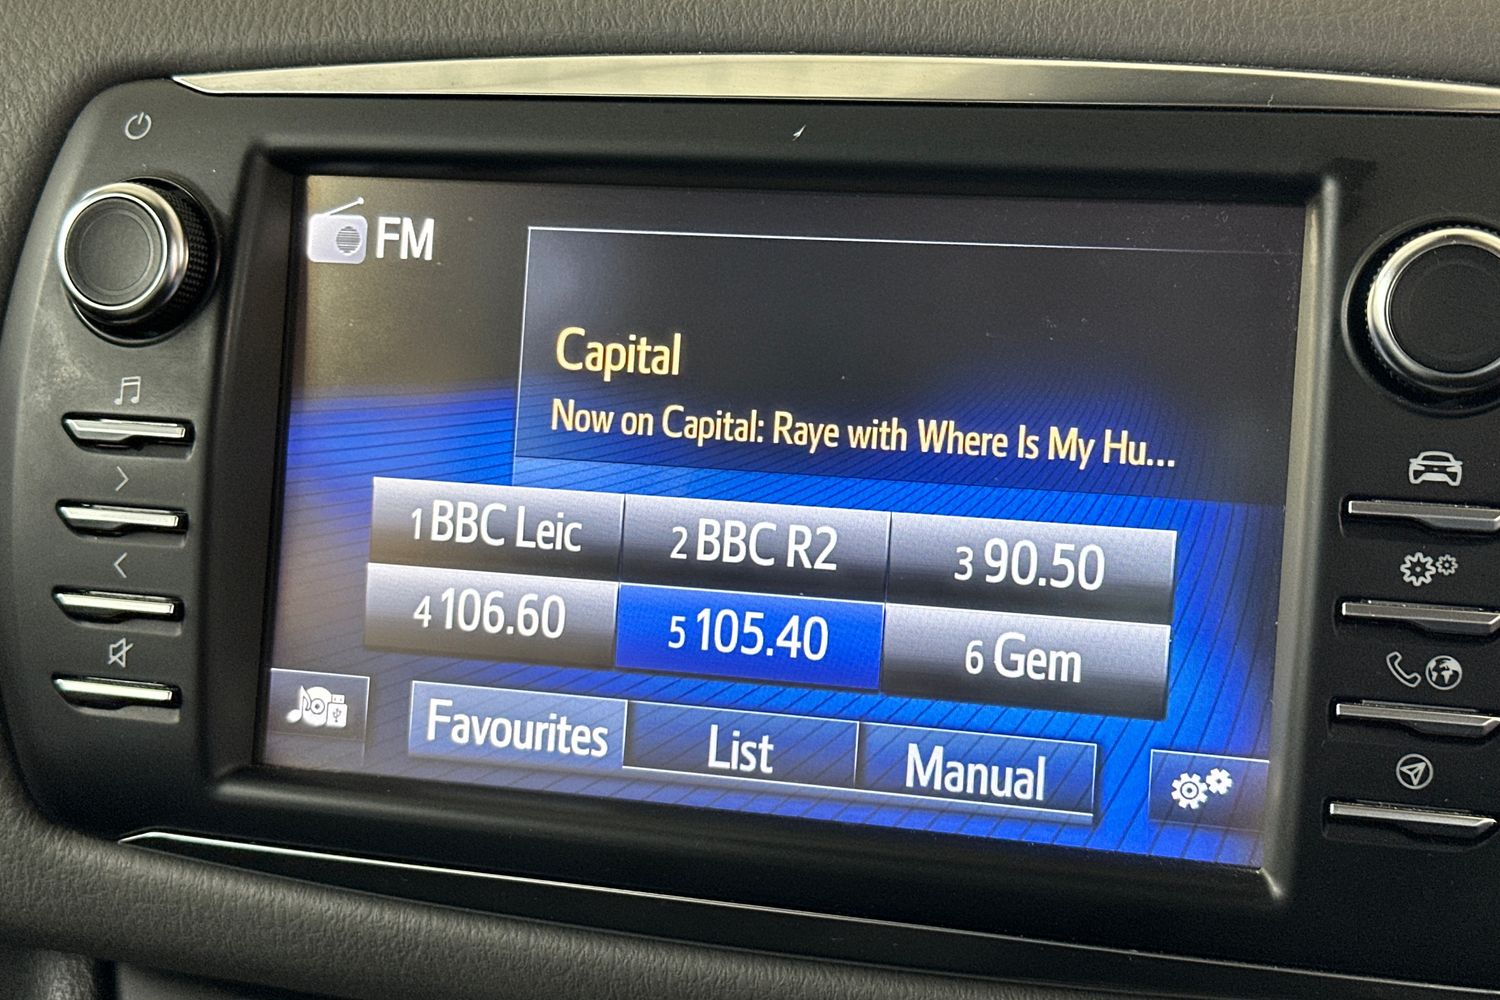 FM
Capital
Now on Capital: Raye with Where Is My Hu...
1 BBC Leic
2 BBC R2
3 90.50
4 106.60
5 105.40
6 Gem
Favourites
List
Manual